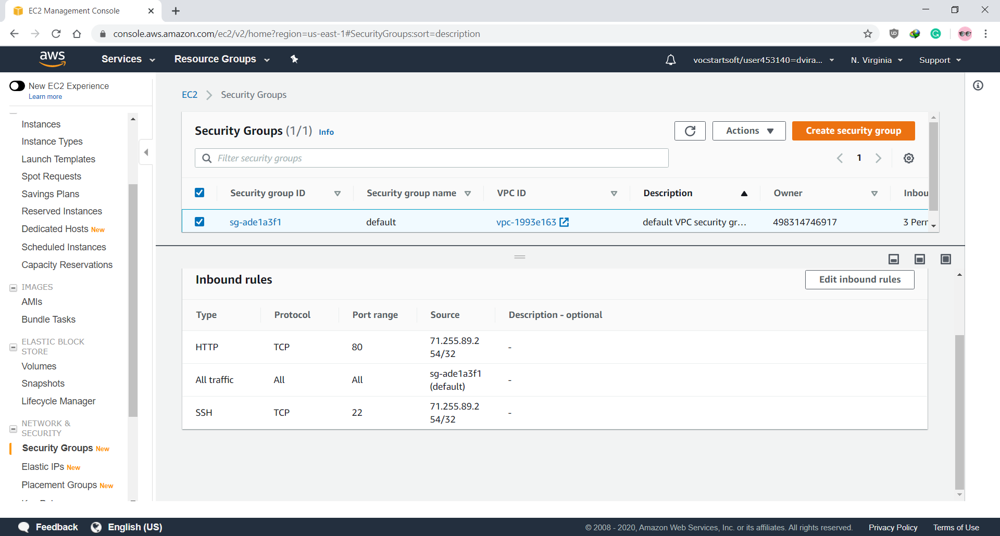 EC2 Management Console
console.aws.amazon.com/ec2/v2/home?region=us-east-1#SecurityGroups:sort=description
aws Services Resource Groups vocstartsoft/user453140=dvira... N. Virginia Support
New EC2 Experience
Learn more
Instances
Instance Types
Launch Templates
Spot Requests
Savings Plans
Reserved Instances
Dedicated Hosts New
Scheduled Instances
Capacity Reservations
IMAGES
AMIs
Bundle Tasks
ELASTIC BLOCK
STORE
Volumes
Snapshots
Lifecycle Manager
NETWORK &
SECURITY
Security Groups New
Elastic IPs New
Placement Groups New
EC2 Security Groups
Security Groups (1/1) Info
Actions
Create security group
Filter security groups
1
Security group ID Security group name VPC ID Description Owner Inbou
sg-ade1a3f1 default vpc-1993e163 default VPC security gr... 498314746917 3 Perr
Inbound rules
Edit inbound rules
Type Protocol Port range Source Description - optional
HTTP TCP 80 71.255.89.2
54/32 -
All traffic All All sg-ade1a3f1
(default) -
SSH TCP 22 71.255.89.2
54/32 -
Feedback English (US) © 2008 - 2020, Amazon Web Services, Inc. or its affiliates. All rights reserved. Privacy Policy Terms of Use